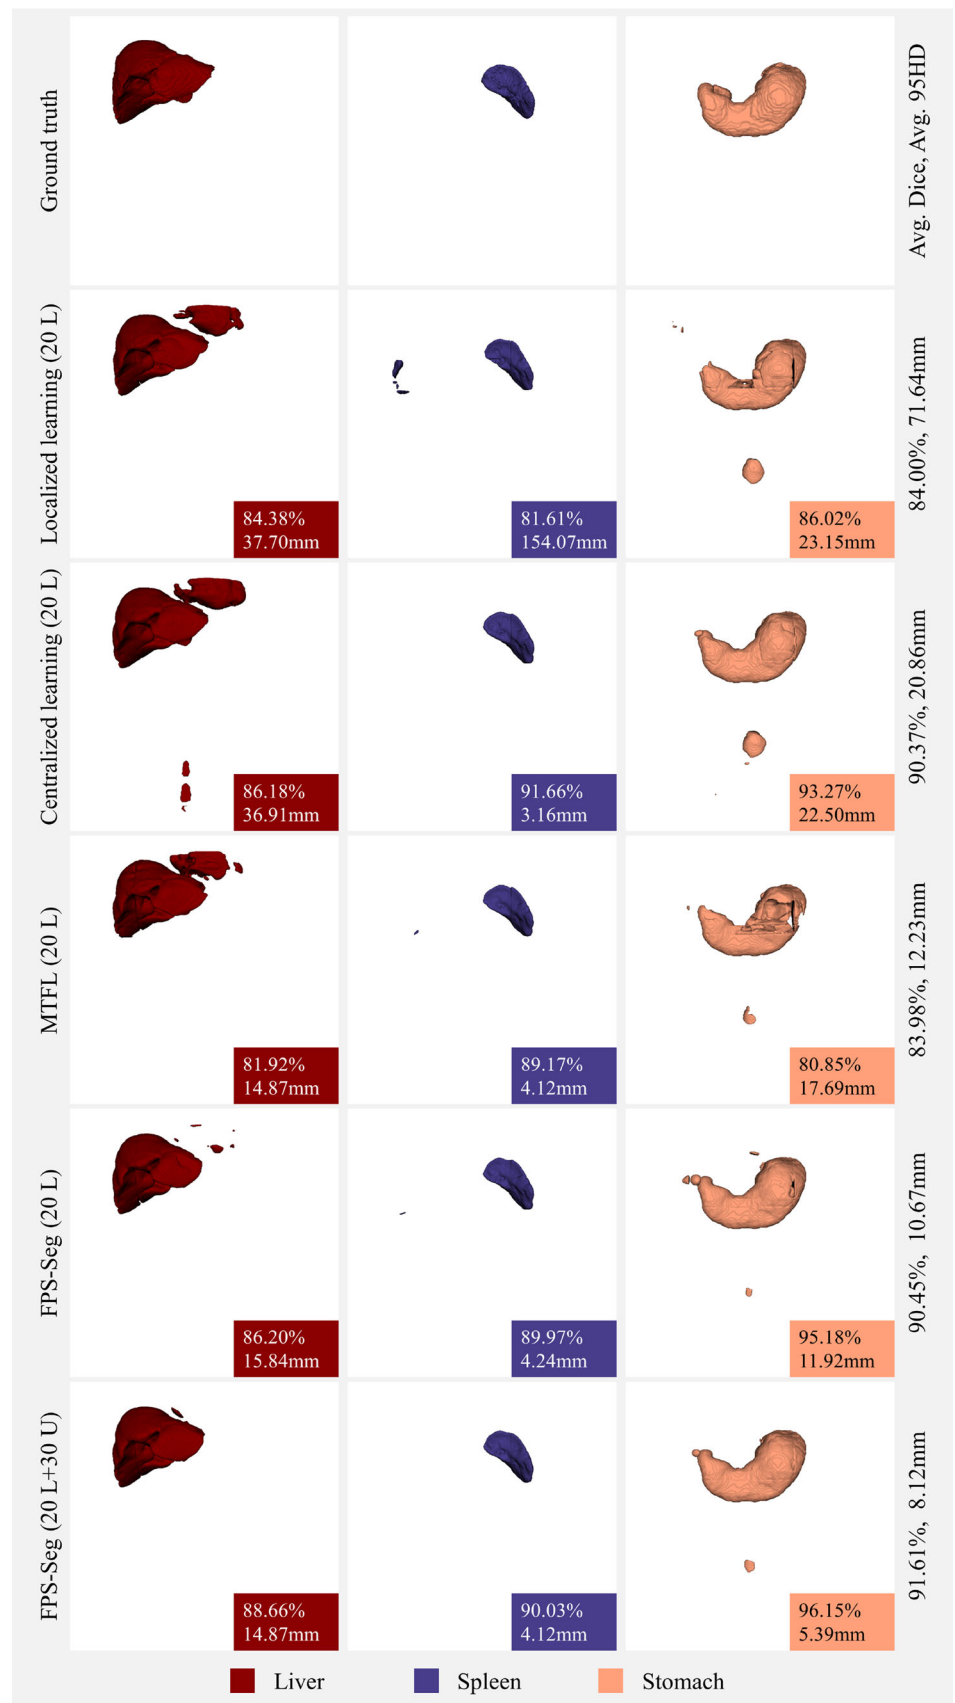 Ground truth
Avg. Dice, Avg. 95HD
Localized learning (20 L)
84.38%
37.70mm
81.61%
154.07mm
86.02%
23.15mm
84.00%, 71.64mm
Centralized learning (20 L)
86.18%
36.91mm
91.66%
3.16mm
93.27%
22.50mm
90.37%, 20.86mm
MTFL (20 L)
81.92%
14.87mm
89.17%
4.12mm
80.85%
17.69mm
83.98%, 12.23mm
FPS-Seg (20 L)
86.20%
15.84mm
89.97%
4.24mm
95.18%
11.92mm
90.45%, 10.67mm
FPS-Seg (20 L+30 U)
88.66%
14.87mm
90.03%
4.12mm
96.15%
5.39mm
91.61%, 8.12mm
Liver
Spleen
Stomach